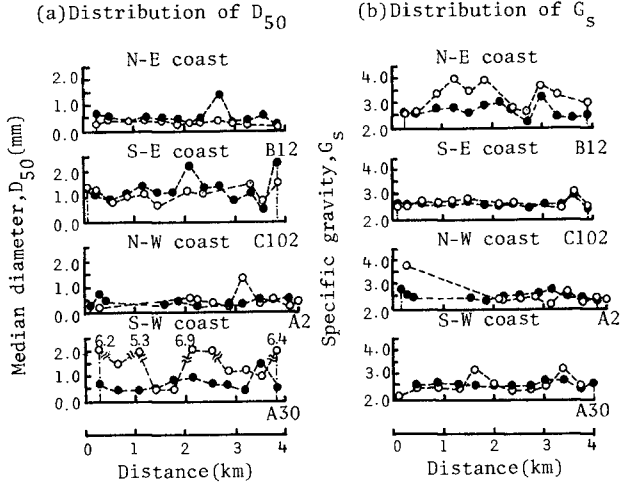 (a)Distribution of D50
(b)Distribution of Gs
Median diameter,D50(mm)
N-E coast
2.0
1.0
0.0
S-E coast B12
2.0
1.0
0.0
N-W coast C102
2.0
1.0
0.0
S-W coast A2
6.2 5.3 6.9 6.4
2.0
1.0
0.0
A30
0 1 2 3 4
Distance(km)
Specific gravity,Gs
N-E coast
4.0
3.0
2.0
S-E coast B12
4.0
3.0
2.0
N-W coast C102
4.0
3.0
2.0
S-W coast A2
4.0
3.0
2.0
A30
0 1 2 3 4
Distance(km)